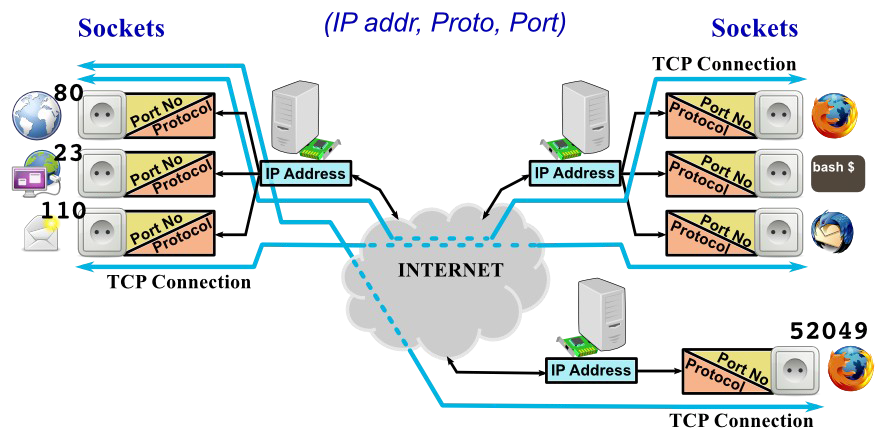 Sockets
(IP addr, Proto, Port)
Sockets
TCP Connection
80
Port No
Protocol
Port No
Protocol
23
Port No
Protocol
IP Address
IP Address
Port No
Protocol
bash $
110
Port No
Protocol
Port No
Protocol
INTERNET
TCP Connection
52049
IP Address
Port No
Protocol
TCP Connection